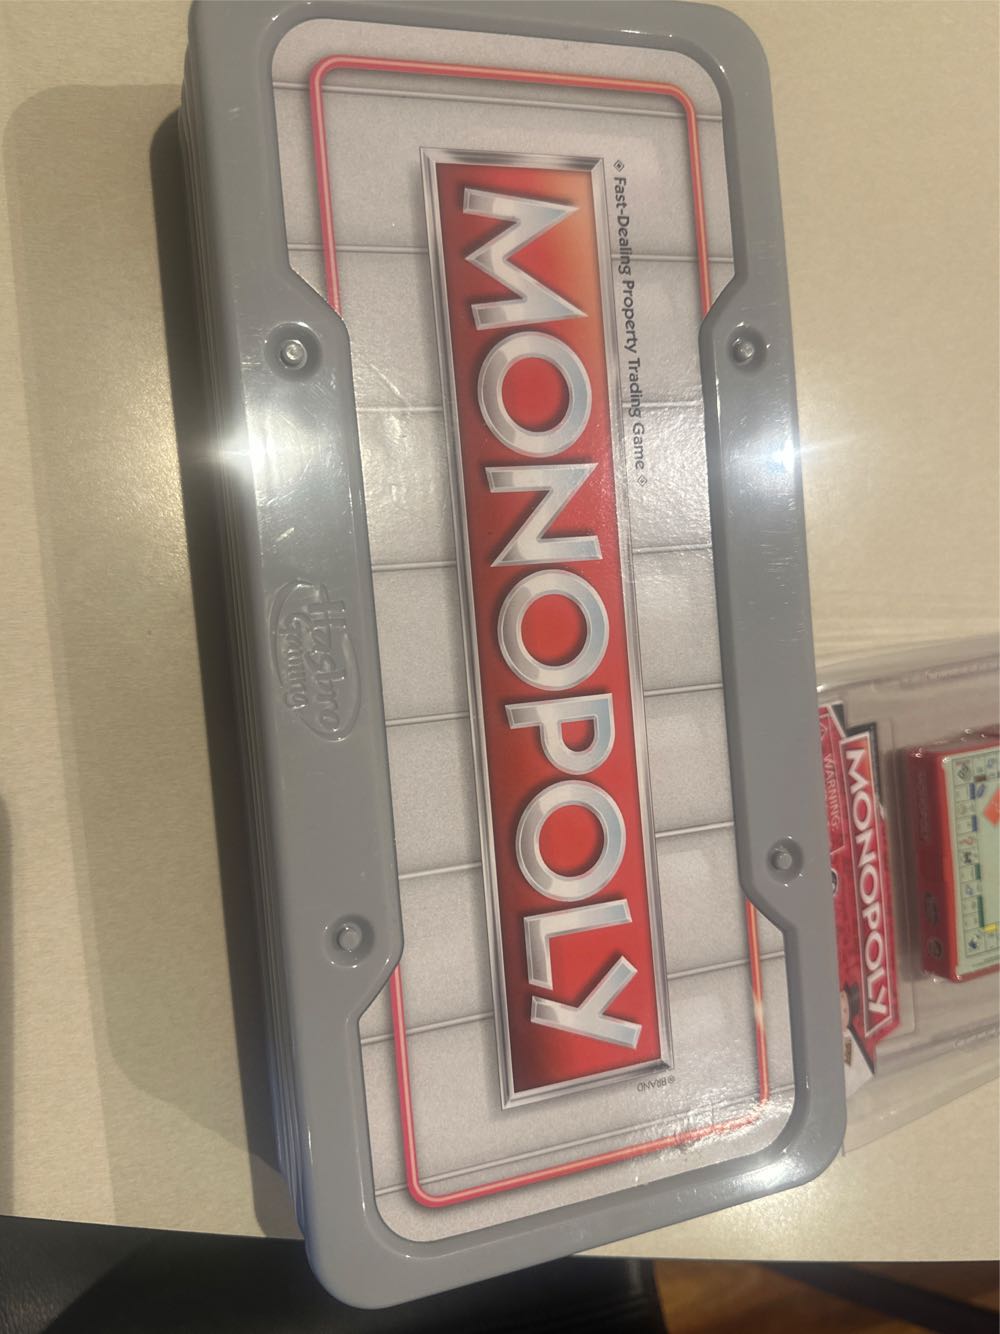 ◈ Fast-Dealing Property Trading Game ◈
MONOPOLY
®BRAND
Hasbro
Gaming
MONOPOLY
WARNING: